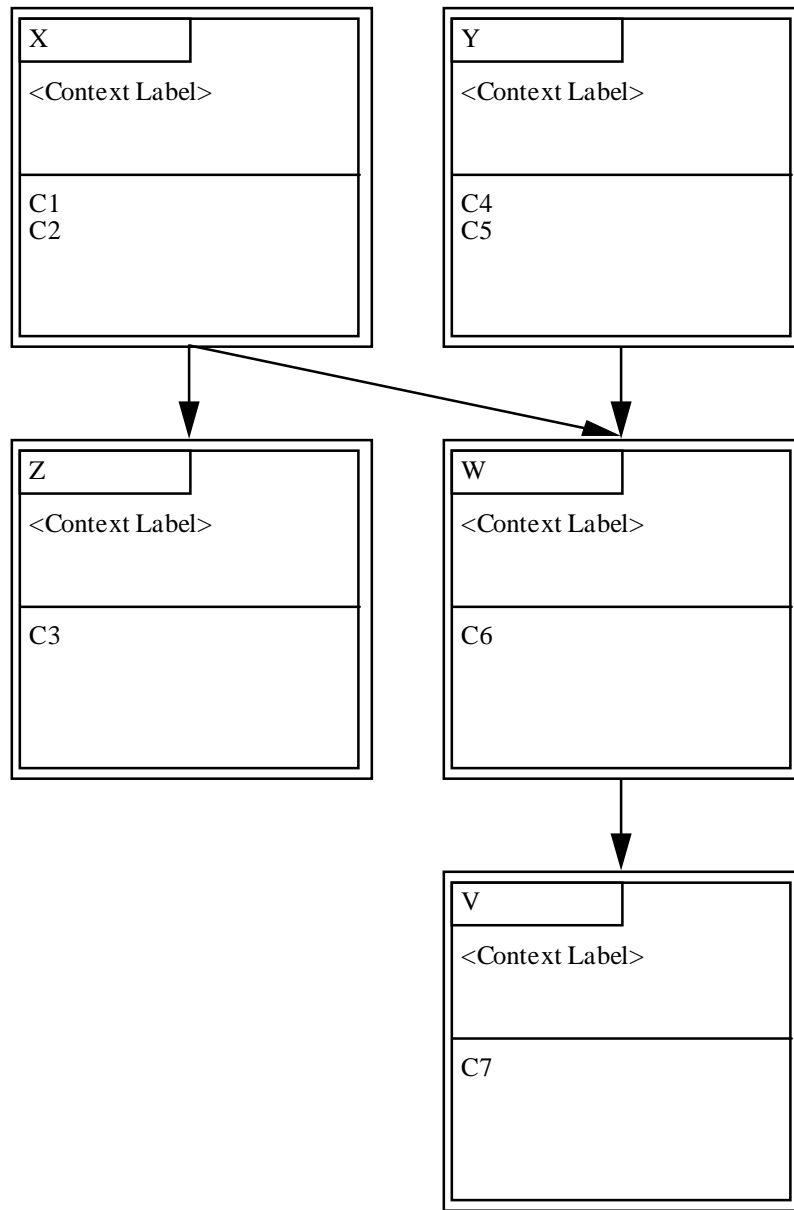 X
<Context Label>
C1
C2
Y
<Context Label>
C4
C5
Z
<Context Label>
C3
W
<Context Label>
C6
V
<Context Label>
C7